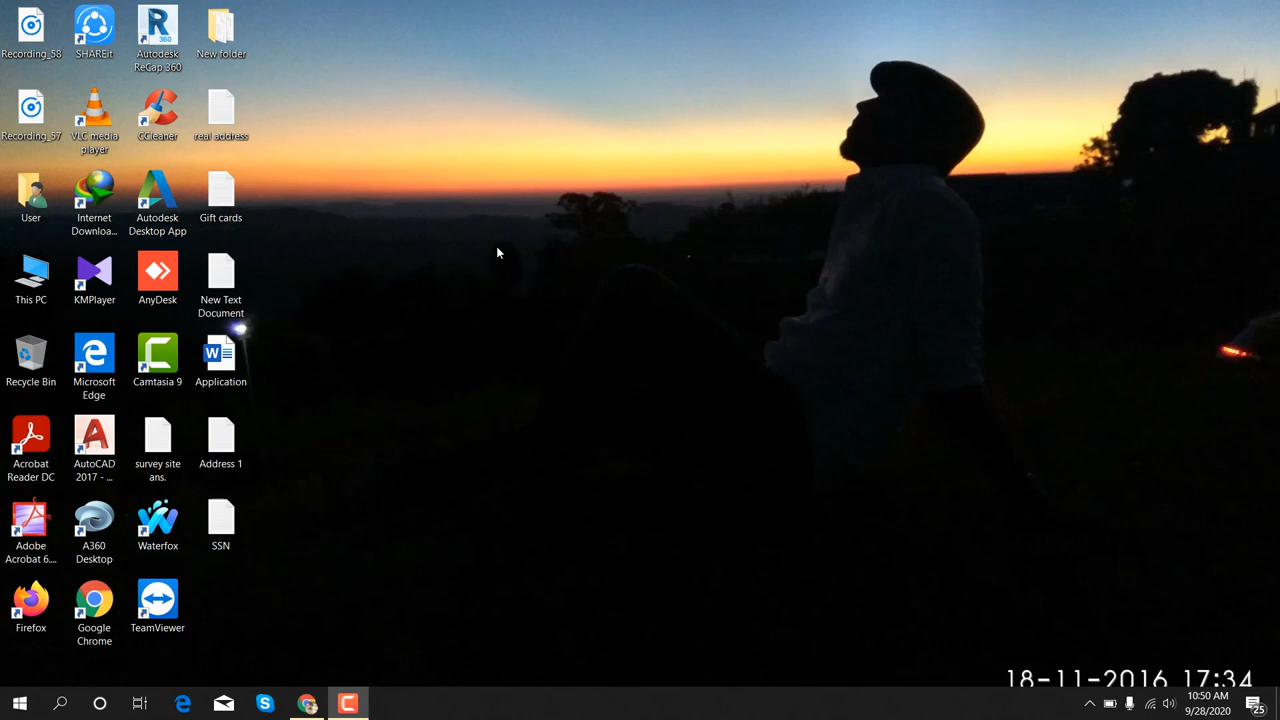 Recording_58
SHAREit
Autodesk
ReCap 360
New folder
Recording_57
VLC media
player
CCleaner
real address
User
Internet
Downloa...
Autodesk
Desktop App
Gift cards
This PC
KMPlayer
AnyDesk
New Text
Document
Recycle Bin
Microsoft
Edge
Camtasia 9
Application
Acrobat
Reader DC
AutoCAD
2017 - ...
survey site
ans.
Address 1
Adobe
Acrobat 6....
A360
Desktop
Waterfox
SSN
Firefox
Google
Chrome
TeamViewer
18-11-2016 17:34
10:50 AM
9/28/2020
25